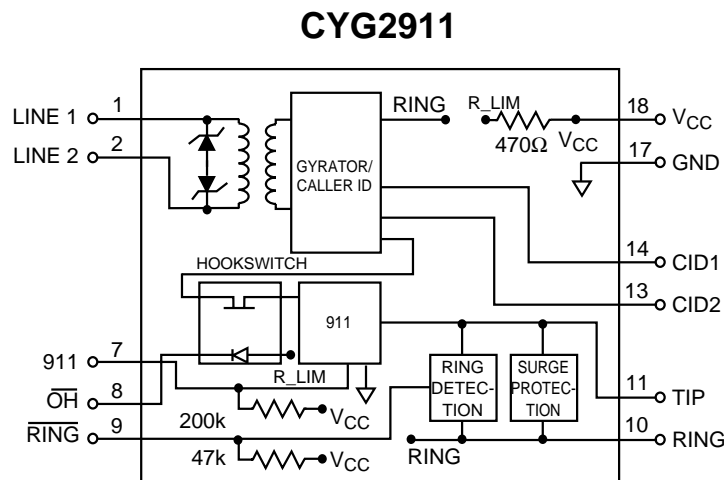 CYG2911
LINE 1
1
LINE 2
2
GYRATOR/
CALLER ID
RING
R_LIM
470Ω
VCC
18
VCC
17
GND
14
CID1
13
CID2
HOOKSWITCH
911
911
7
OH
8
RING
9
R_LIM
200k
VCC
47k
VCC
RING
DETEC-
TION
SURGE
PROTEC-
TION
RING
11
TIP
10
RING